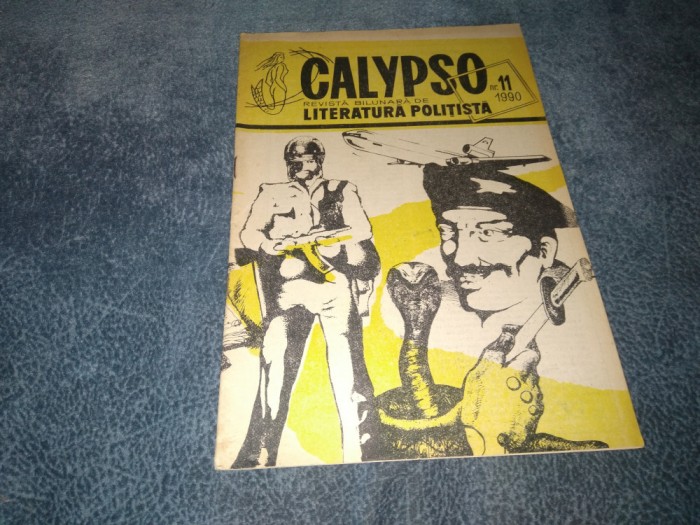 CALYPSO
nr. 11
1990
REVISTĂ BILUNARĂ DE
LITERATURĂ POLIȚISTĂ